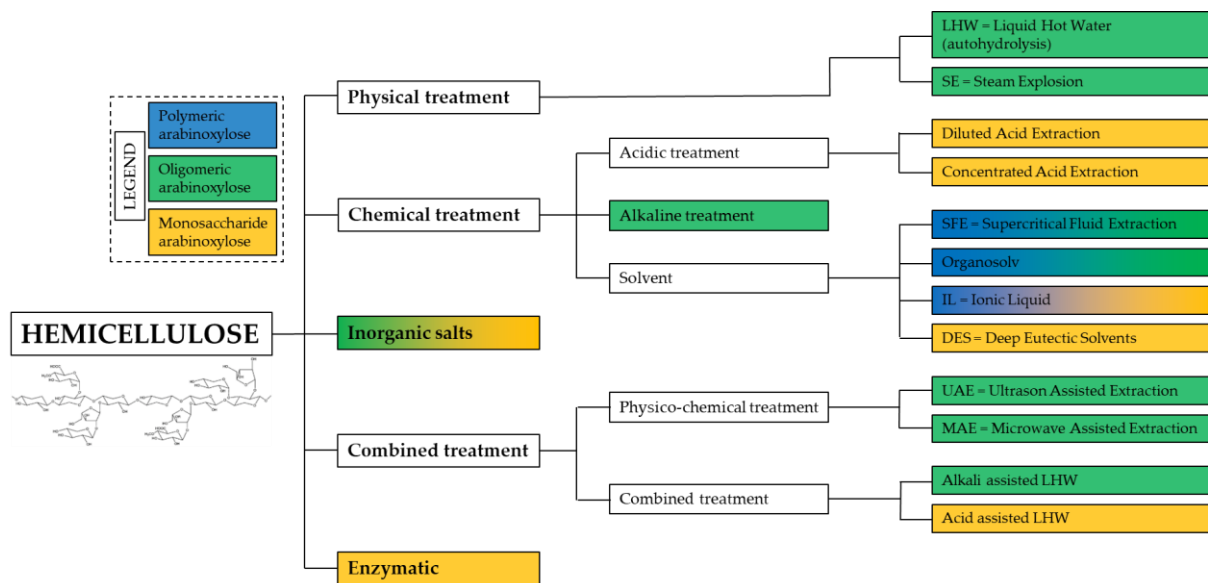 LEGEND
Polymeric
arabinoxylose
Oligomeric
arabinoxylose
Monosaccharide
arabinoxylose
HEMICELLULOSE
Physical treatment
LHW = Liquid Hot Water
(autohydrolysis)
SE = Steam Explosion
Chemical treatment
Acidic treatment
Diluted Acid Extraction
Concentrated Acid Extraction
Alkaline treatment
Solvent
SFE = Supercritical Fluid Extraction
Organosolv
IL = Ionic Liquid
DES = Deep Eutectic Solvents
Inorganic salts
Combined treatment
Physico-chemical treatment
UAE = Ultrason Assisted Extraction
MAE = Microwave Assisted Extraction
Combined treatment
Alkali assisted LHW
Acid assisted LHW
Enzymatic